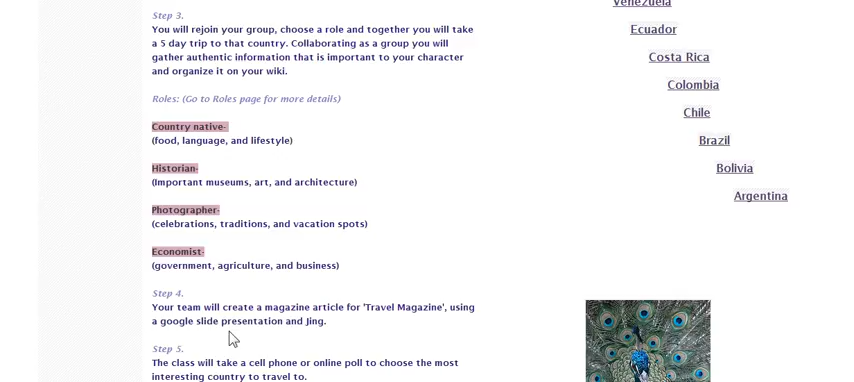 Step 3.
You will rejoin your group, choose a role and together you will take
a 5 day trip to that country. Collaborating as a group you will
gather authentic information that is important to your character
and organize it on your wiki.
Roles: (Go to Roles page for more details)
Country native-
(food, language, and lifestyle)
Historian-
(Important museums, art, and architecture)
Photographer-
(celebrations, traditions, and vacation spots)
Economist-
(government, agriculture, and business)
Step 4.
Your team will create a magazine article for 'Travel Magazine', using
a google slide presentation and Jing.
Step 5.
The class will take a cell phone or online poll to choose the most
interesting country to travel to.
Venezuela
Ecuador
Costa Rica
Colombia
Chile
Brazil
Bolivia
Argentina